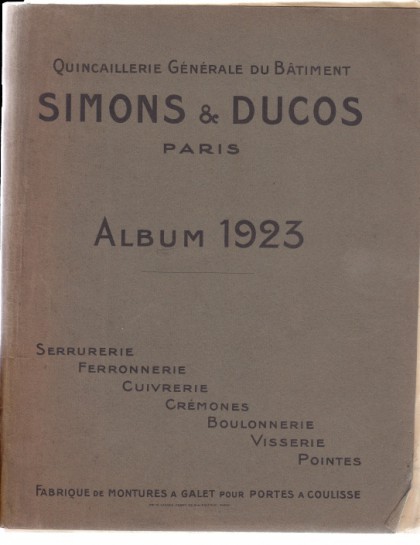 QUINCAILLERIE GÉNÉRALE DU BÂTIMENT
SIMONS & DUCOS
PARIS
ALBUM 1923
SERRURERIE
FERRONNERIE
CUIVRERIE
CRÉMONES
BOULONNERIE
VISSERIE
POINTES
FABRIQUE DE MONTURES A GALET POUR PORTES A COULISSE